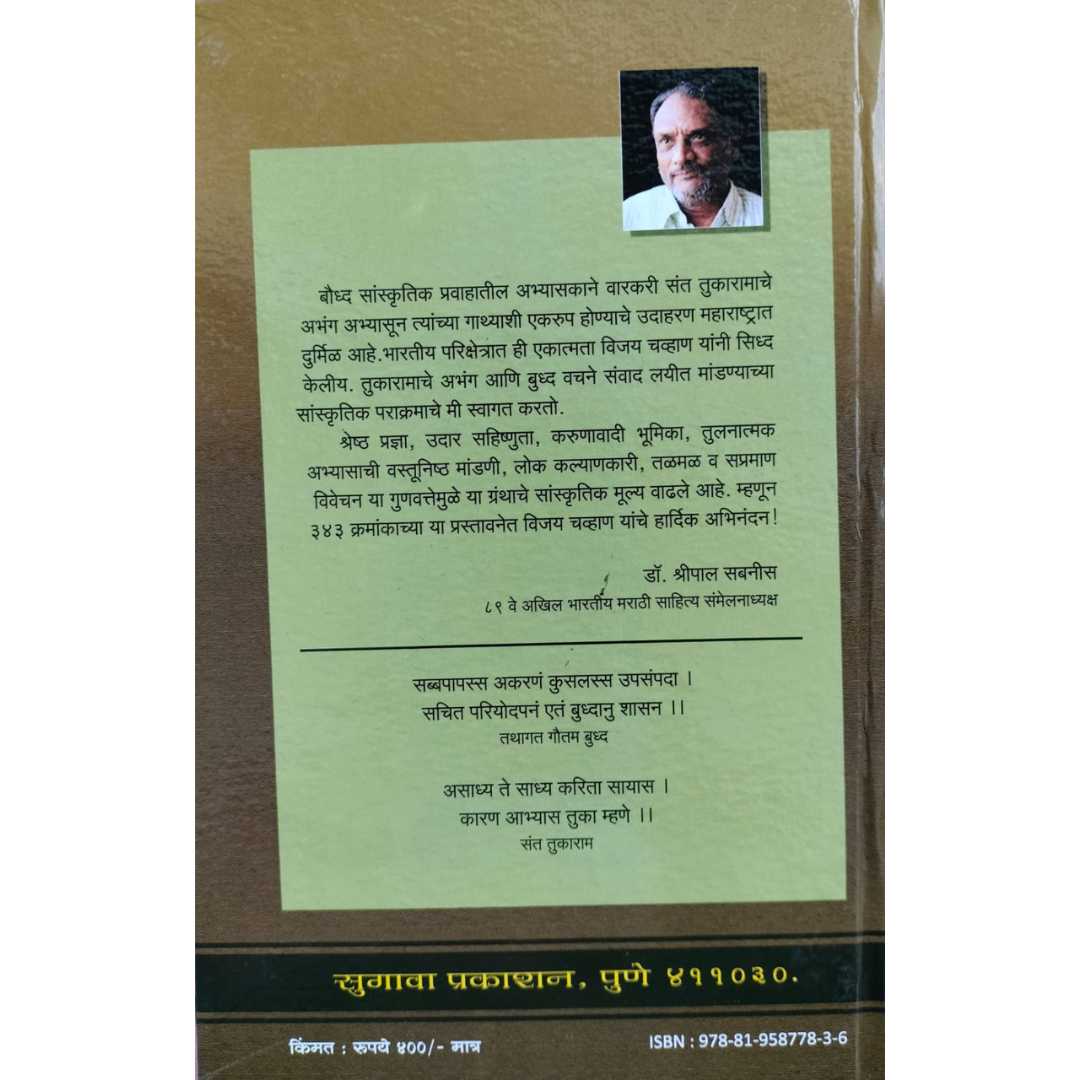 बौध्द सांस्कृतिक प्रवाहातील अभ्यासकाने वारकरी संत तुकारामाचे
अभंग अभ्यासून त्यांच्या गाथ्याशी एकरुप होण्याचे उदाहरण महाराष्ट्रात
दुर्मिळ आहे.भारतीय परिक्षेत्रात ही एकात्मता विजय चव्हाण यांनी सिध्द
केलीय. तुकारामाचे अभंग आणि बुध्द वचने संवाद लयीत मांडण्याच्या
सांस्कृतिक पराक्रमाचे मी स्वागत करतो.
श्रेष्ठ प्रज्ञा, उदार सहिष्णुता, करुणावादी भूमिका, तुलनात्मक
अभ्यासाची वस्तूनिष्ठ मांडणी, लोक कल्याणकारी, तळमळ व सप्रमाण
विवेचन या गुणवत्तेमुळे या ग्रंथाचे सांस्कृतिक मूल्य वाढले आहे. म्हणून
३४३ क्रमांकाच्या या प्रस्तावनेत विजय चव्हाण यांचे हार्दिक अभिनंदन!
डॉ. श्रीपाल सबनीस
८९ वे अखिल भारतीय मराठी साहित्य संमेलनाध्यक्ष
सब्बपापस्स अकरणं कुसलस्स उपसंपदा ।
सचित परियोदपनं एतं बुध्दानु शासन ।।
तथागत गौतम बुध्द
असाध्य ते साध्य करिता सायास ।
कारण आभ्यास तुका म्हणे ।।
संत तुकाराम
सुगावा प्रकाशन, पुणे ४११०३०.
किंमत : रुपये ४००/- मात्र
ISBN : 978-81-958778-3-6